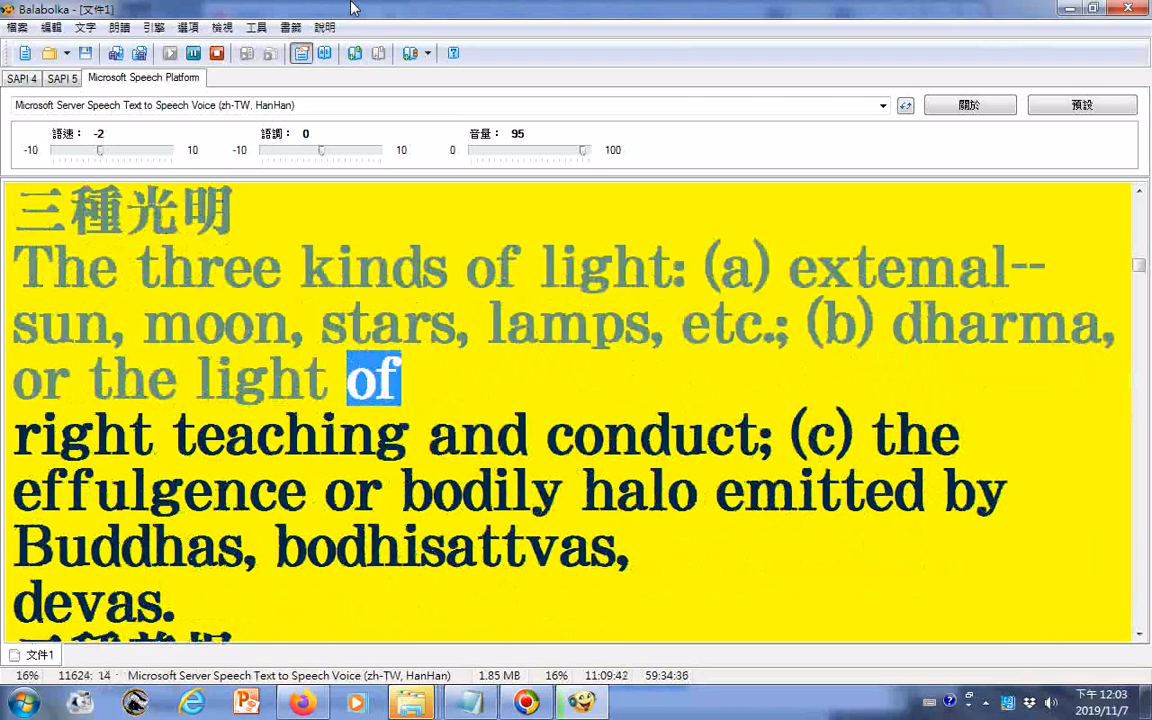 Balabolka - [文件1]
檔案 編輯 文字 朗讀 引擎 選項 檢視 工具 書籤 說明
SAPI 4 SAPI 5 Microsoft Speech Platform
Microsoft Server Speech Text to Speech Voice (zh-TW, HanHan) 關於 預設
語速： -2 語調： 0 音量： 95
-10 10 -10 10 0 100
三種光明
The three kinds of light: (a) extemal--
sun, moon, stars, lamps, etc.; (b) dharma,
or the light of
right teaching and conduct; (c) the
effulgence or bodily halo emitted by
Buddhas, bodhisattvas,
devas.
文件1
16% 11624: 14 Microsoft Server Speech Text to Speech Voice (zh-TW, HanHan) 1.85 MB 16% 11:09:42 59:34:36
下午 12:03
2019/11/7